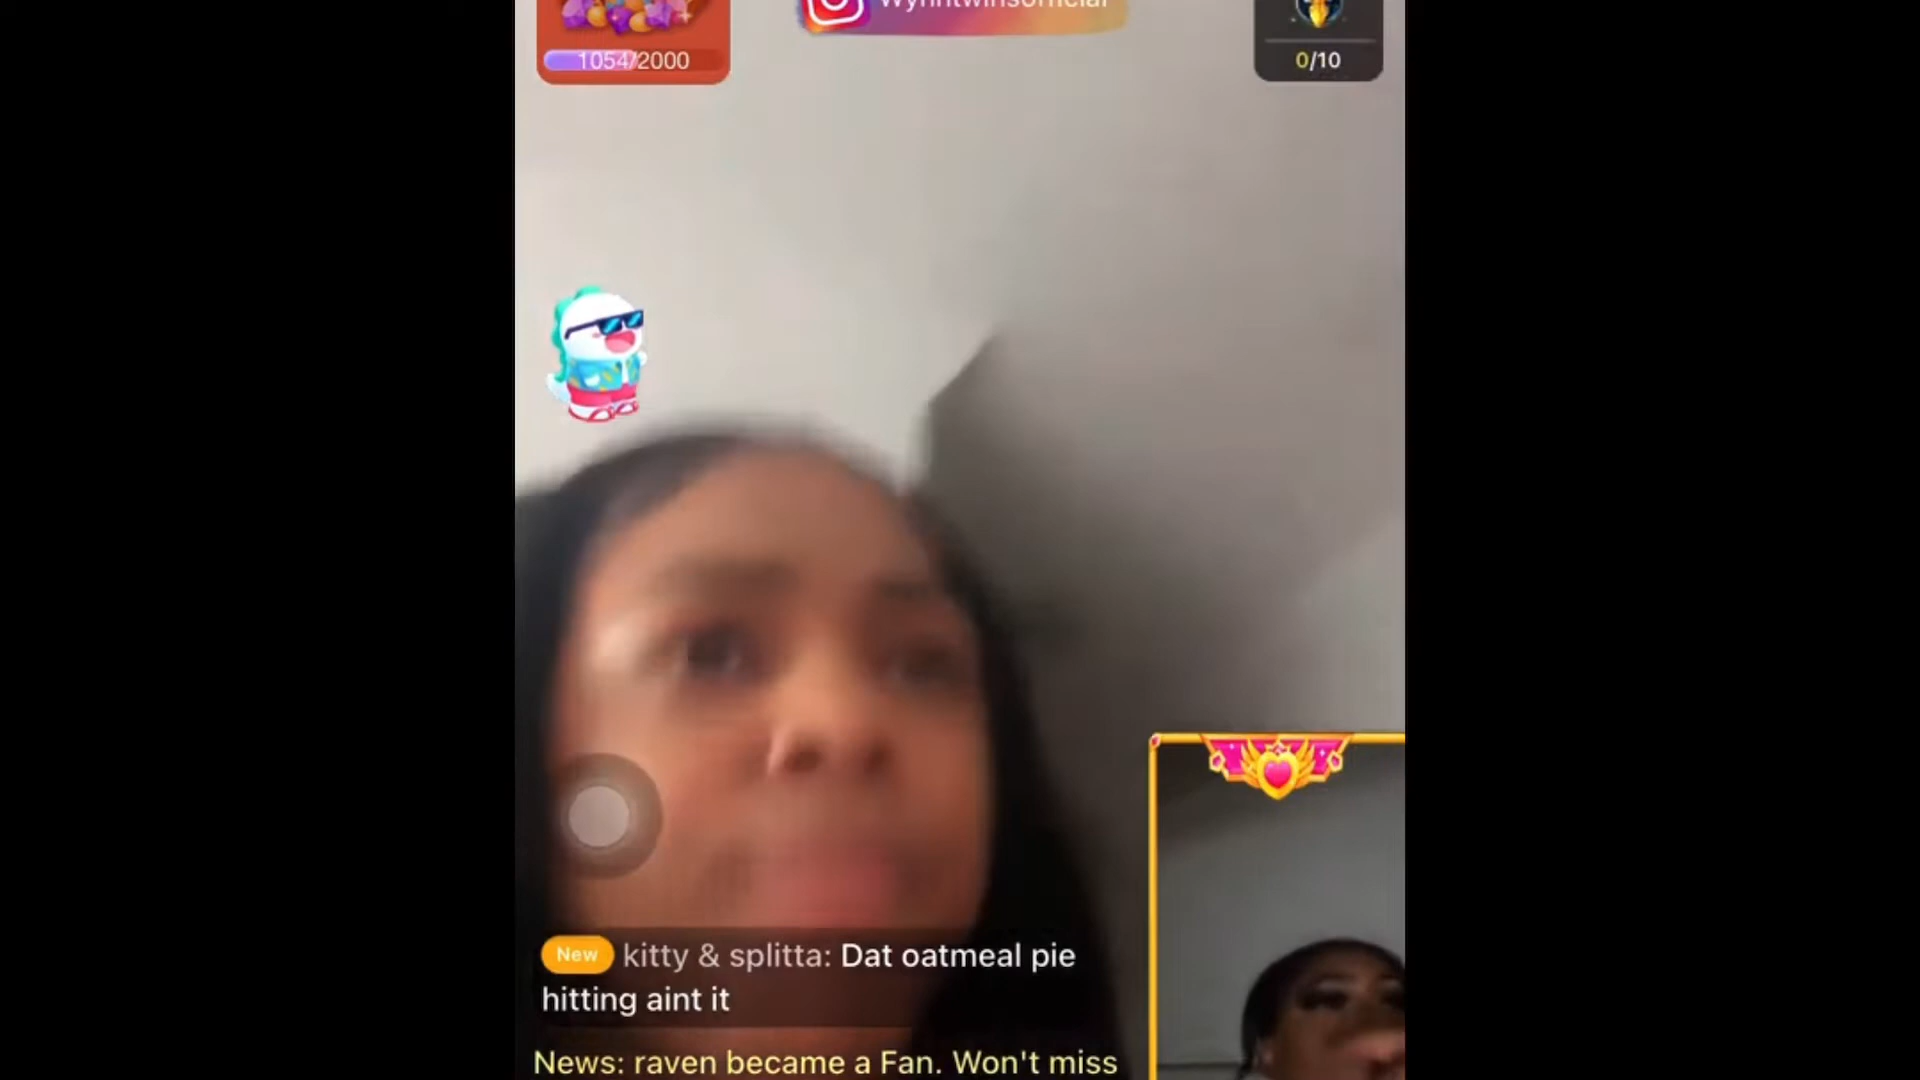 Wynntwinsofficial
1054/2000
0/10
New kitty & splitta: Dat oatmeal pie
hitting aint it
News: raven became a Fan. Won't miss